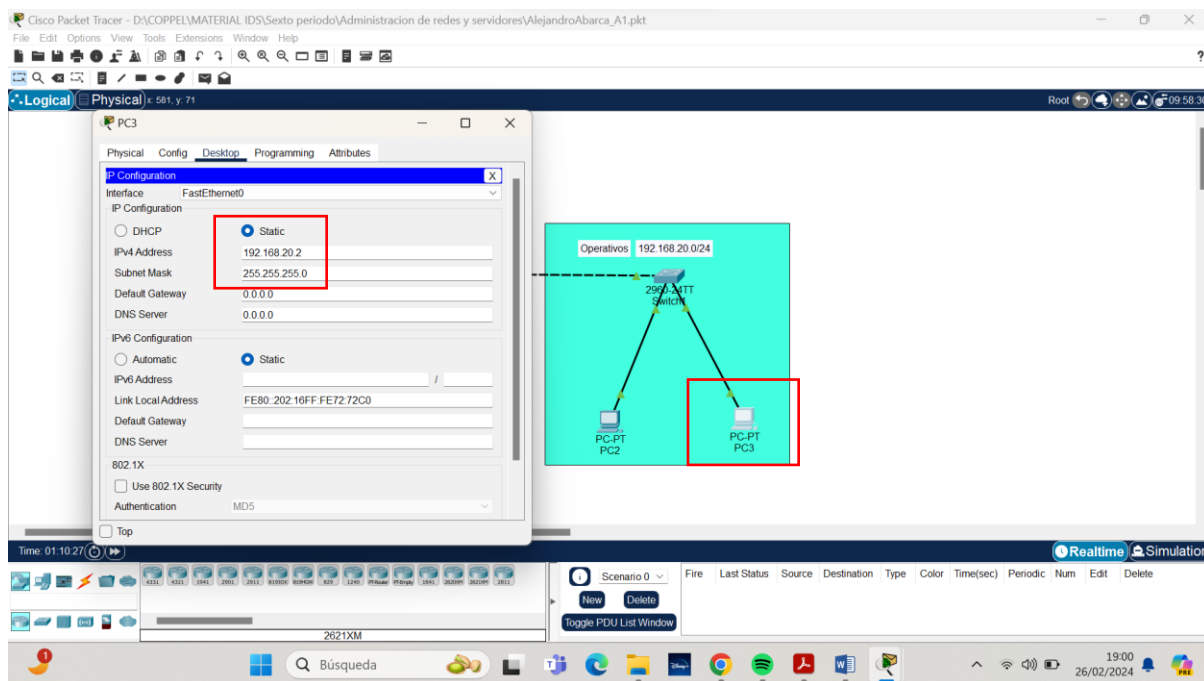 Cisco Packet Tracer - D:\COPPEL\MATERIAL IDS\Sexto periodo\Administracion de redes y servidores\AlejandroAbarca_A1.pkt
File Edit Options View Tools Extensions Window Help
?
Logical Physical x: 581, y: 71
Root 09:58:30
PC3
Physical Config Desktop Programming Attributes
IP Configuration X
Interface FastEthernet0
IP Configuration
DHCP Static
IPv4 Address 192.168.20.2
Subnet Mask 255.255.255.0
Default Gateway 0.0.0.0
DNS Server 0.0.0.0
IPv6 Configuration
Automatic Static
IPv6 Address /
Link Local Address FE80::202:16FF:FE72:72C0
Default Gateway
DNS Server
802.1X
Use 802.1X Security
Authentication MD5
Top
Operativos 192.168.20.0/24
2960-24TT
Switch1
PC-PT
PC2
PC-PT
PC3
Time: 01:10:27
Realtime Simulation
4331 4321 1941 2901 2911 819IOX 819HGW 829 1240 PT-Router PT-Empty 1841 2620XM 2621XM 2811
2621XM
Scenario 0
New Delete
Toggle PDU List Window
Fire Last Status Source Destination Type Color Time(sec) Periodic Num Edit Delete
1
Búsqueda
19:00
26/02/2024
PRE